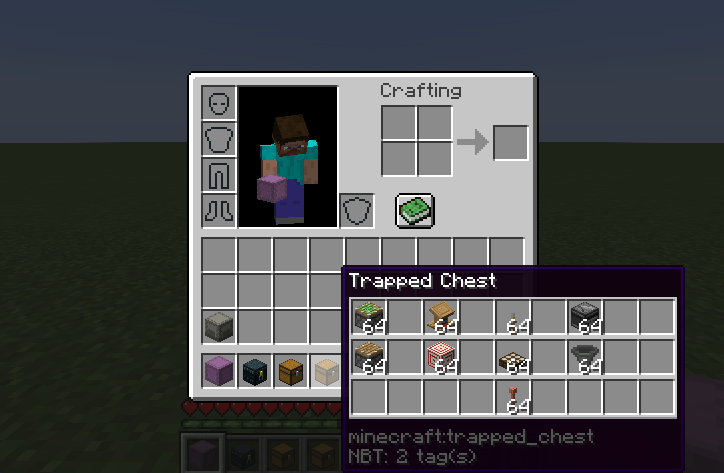 Crafting
Trapped Chest
64 64 64 64
64 64 64 64
64
minecraft:trapped_chest
NBT: 2 tag(s)